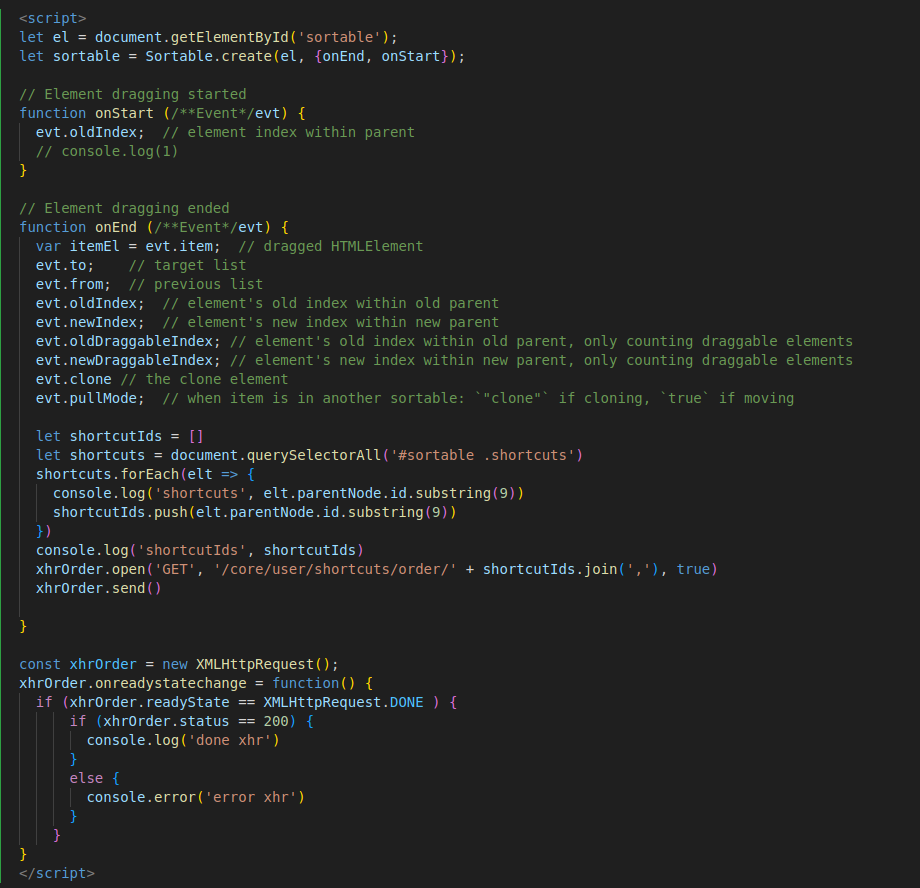 <script>
let el = document.getElementById('sortable');
let sortable = Sortable.create(el, {onEnd, onStart});

// Element dragging started
function onStart (/**Event*/evt) {
  evt.oldIndex;  // element index within parent
  // console.log(1)
}

// Element dragging ended
function onEnd (/**Event*/evt) {
  var itemEl = evt.item;  // dragged HTMLElement
  evt.to;    // target list
  evt.from;  // previous list
  evt.oldIndex;  // element's old index within old parent
  evt.newIndex;  // element's new index within new parent
  evt.oldDraggableIndex; // element's old index within old parent, only counting draggable elements
  evt.newDraggableIndex; // element's new index within new parent, only counting draggable elements
  evt.clone // the clone element
  evt.pullMode;  // when item is in another sortable: `"clone"` if cloning, `true` if moving

  let shortcutIds = []
  let shortcuts = document.querySelectorAll('#sortable .shortcuts')
  shortcuts.forEach(elt => {
    console.log('shortcuts', elt.parentNode.id.substring(9))
    shortcutIds.push(elt.parentNode.id.substring(9))
  })
  console.log('shortcutIds', shortcutIds)
  xhrOrder.open('GET', '/core/user/shortcuts/order/' + shortcutIds.join(','), true)
  xhrOrder.send()

}

const xhrOrder = new XMLHttpRequest();
xhrOrder.onreadystatechange = function() {
  if (xhrOrder.readyState == XMLHttpRequest.DONE ) {
      if (xhrOrder.status == 200) {
        console.log('done xhr')
      }
      else {
        console.error('error xhr')
      }
    }
}
</script>